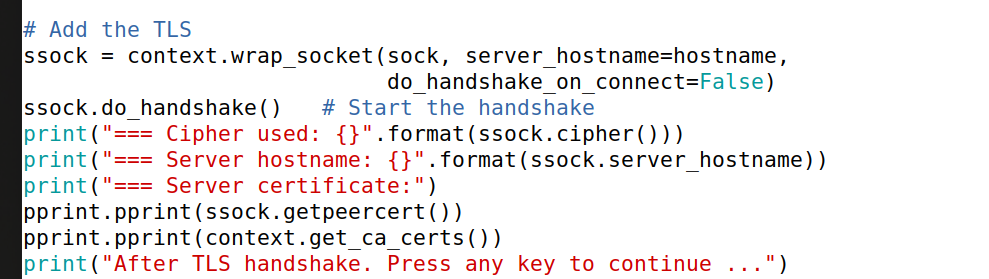 # Add the TLS
ssock = context.wrap_socket(sock, server_hostname=hostname,
                            do_handshake_on_connect=False)
ssock.do_handshake()   # Start the handshake
print("=== Cipher used: {}".format(ssock.cipher()))
print("=== Server hostname: {}".format(ssock.server_hostname))
print("=== Server certificate:")
pprint.pprint(ssock.getpeercert())
pprint.pprint(context.get_ca_certs())
print("After TLS handshake. Press any key to continue ...")